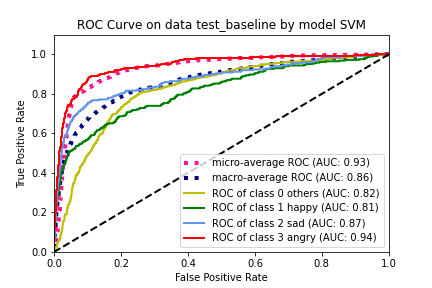 ROC Curve on data test_baseline by model SVM
True Positive Rate
1.0
0.8
0.6
0.4
0.2
0.0
micro-average ROC (AUC: 0.93)
macro-average ROC (AUC: 0.86)
ROC of class 0 others (AUC: 0.82)
ROC of class 1 happy (AUC: 0.81)
ROC of class 2 sad (AUC: 0.87)
ROC of class 3 angry (AUC: 0.94)
0.0 0.2 0.4 0.6 0.8 1.0
False Positive Rate